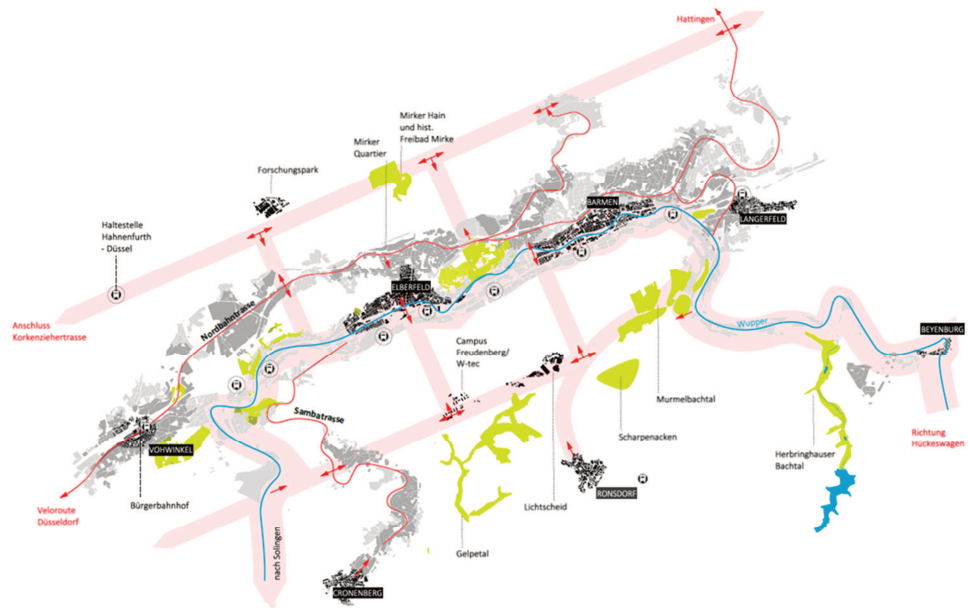 Hattingen
Mirker Hain
und hist.
Freibad Mirke
Mirker
Quartier
Forschungspark
BARMEN
LANGERFELD
Haltestelle
Hahnenfurth
- Düssel
ELBERFELD
Nordbahntrasse
Anschluss
Korkenziehertrasse
Wupper
BEYENBURG
Campus
Freudenberg/
W-tec
Murmelbachtal
Sambatrasse
Scharpenacken
Richtung
Hückeswagen
Herbringhauser
Bachtal
VOHWINKEL
RONSDORF
Bürgerbahnhof
Lichtscheid
Veloroute
Düsseldorf
nach Solingen
Gelpetal
CRONENBERG